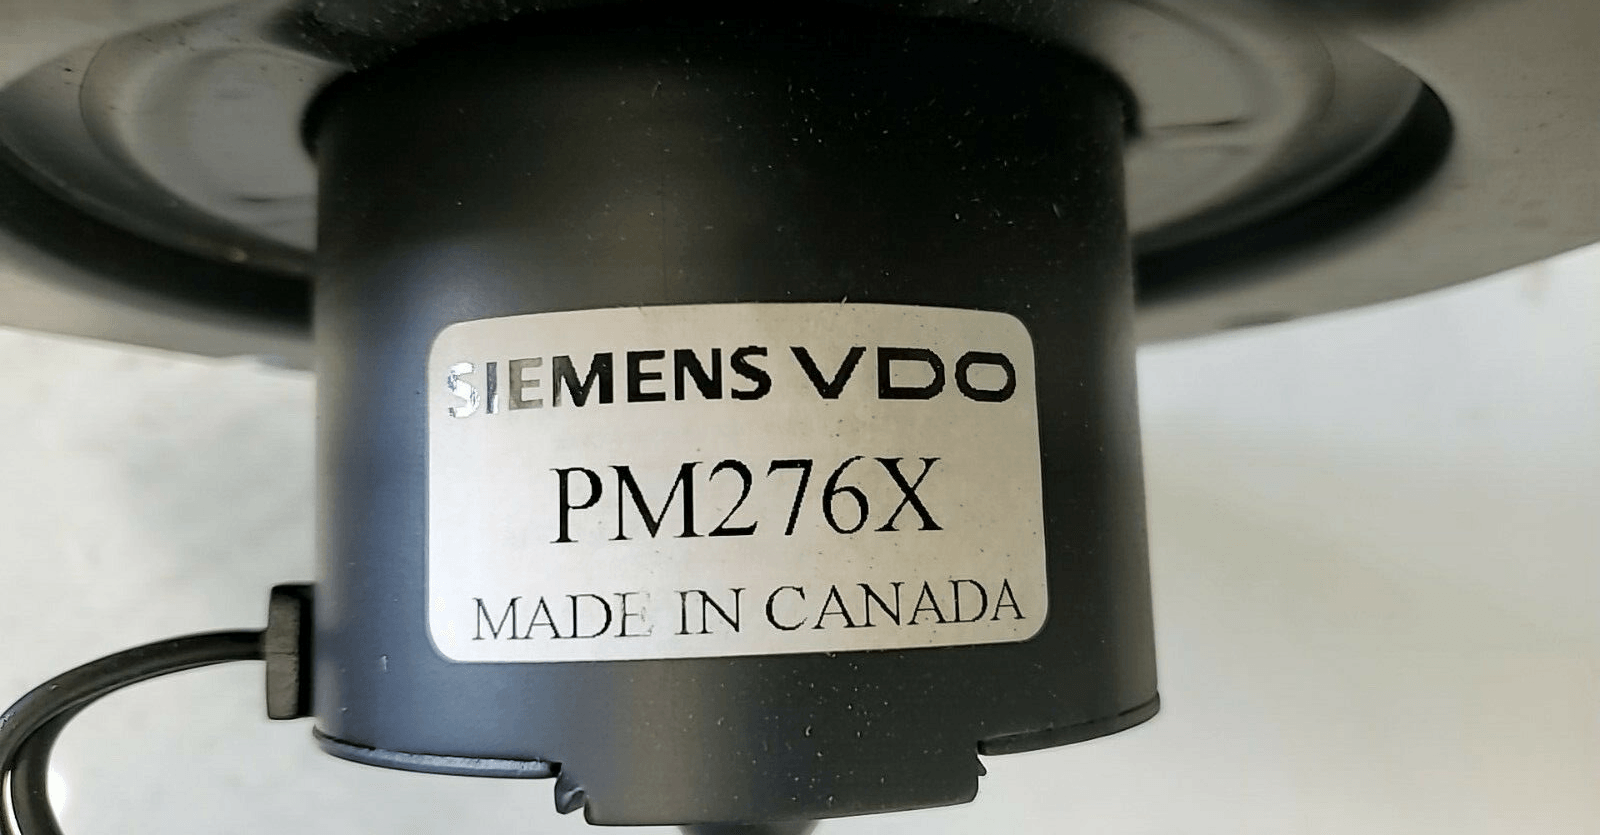 SIEMENS VDO
PM276X
MADE IN CANADA